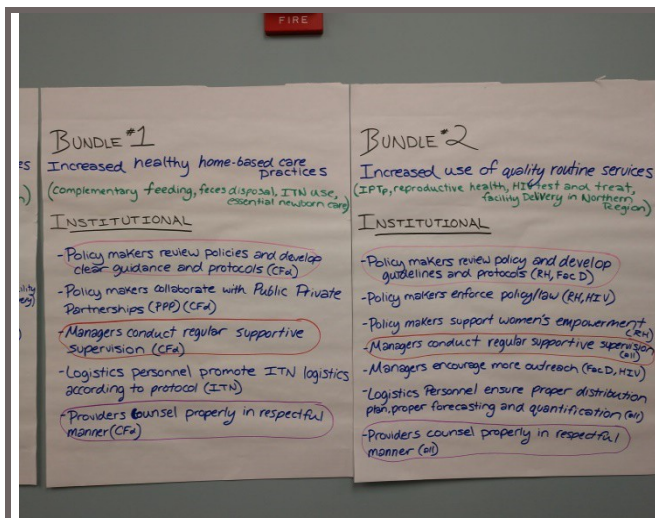 FIRE
BUNDLE #1
Increased healthy home-based care
practices
(complementary feeding, feces disposal, ITN use,
essential newborn care)
INSTITUTIONAL
- Policy makers review policies and develop
clear guidance and protocols (CFα)
- Policy makers collaborate with Public Private
Partnerships (PPP) (CFα)
- Managers conduct regular supportive
supervision (CFα)
- Logistics personnel promote ITN logistics
according to protocol (ITN)
- Providers counsel properly in respectful
manner (CFα)
BUNDLE #2
Increased use of quality routine services
(IPTp, reproductive health, HIV test and treat,
facility Delivery in Northern
Region)
INSTITUTIONAL
- Policy makers review policy and develop
guidelines and protocols (RH, Fac D)
- Policy makers enforce policy/law (RH, HIV)
- Policy makers support women's empowerment
(RH)
- Managers conduct regular supportive supervision
(all)
- Managers encourage more outreach (Fac D, HIV)
- Logistics Personnel ensure proper distribution
plan, proper forecasting and quantification (all)
- Providers counsel properly in respectful
manner (all)